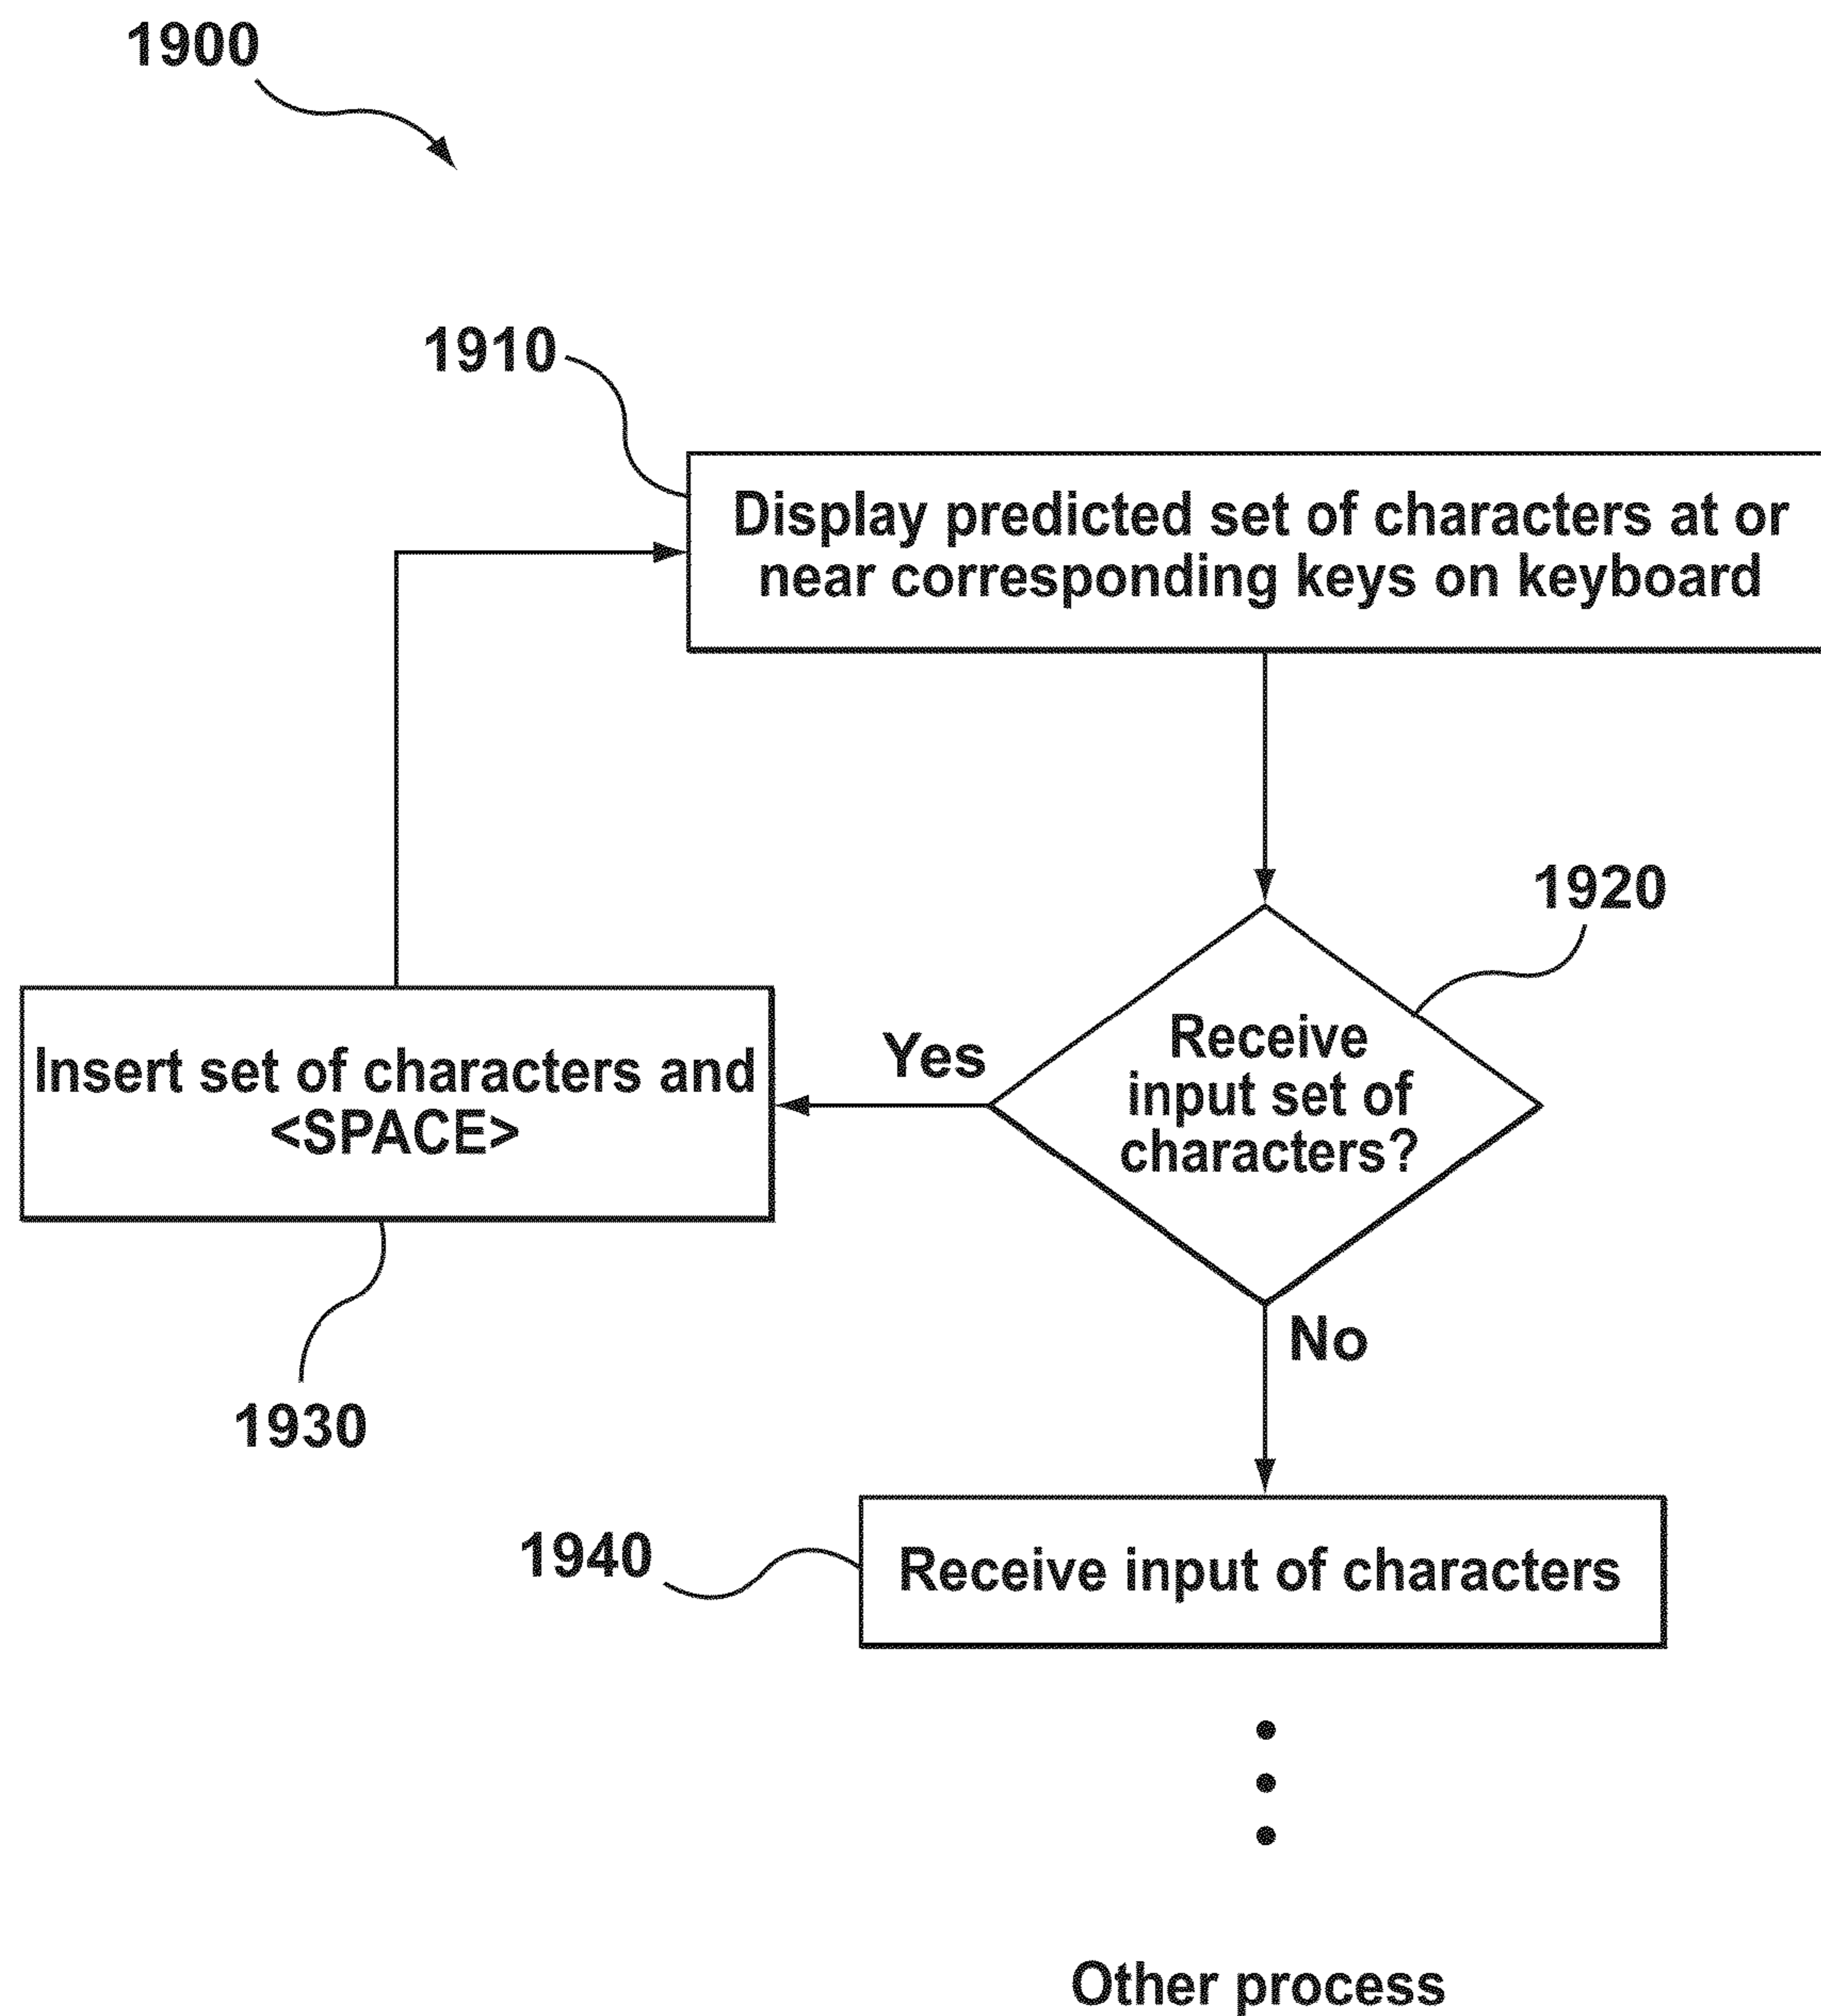 1900
1910
Display predicted set of characters at or
near corresponding keys on keyboard
1920
Receive
input set of
characters?
Yes
Insert set of characters and
<SPACE>
1930
No
1940
Receive input of characters
Other process